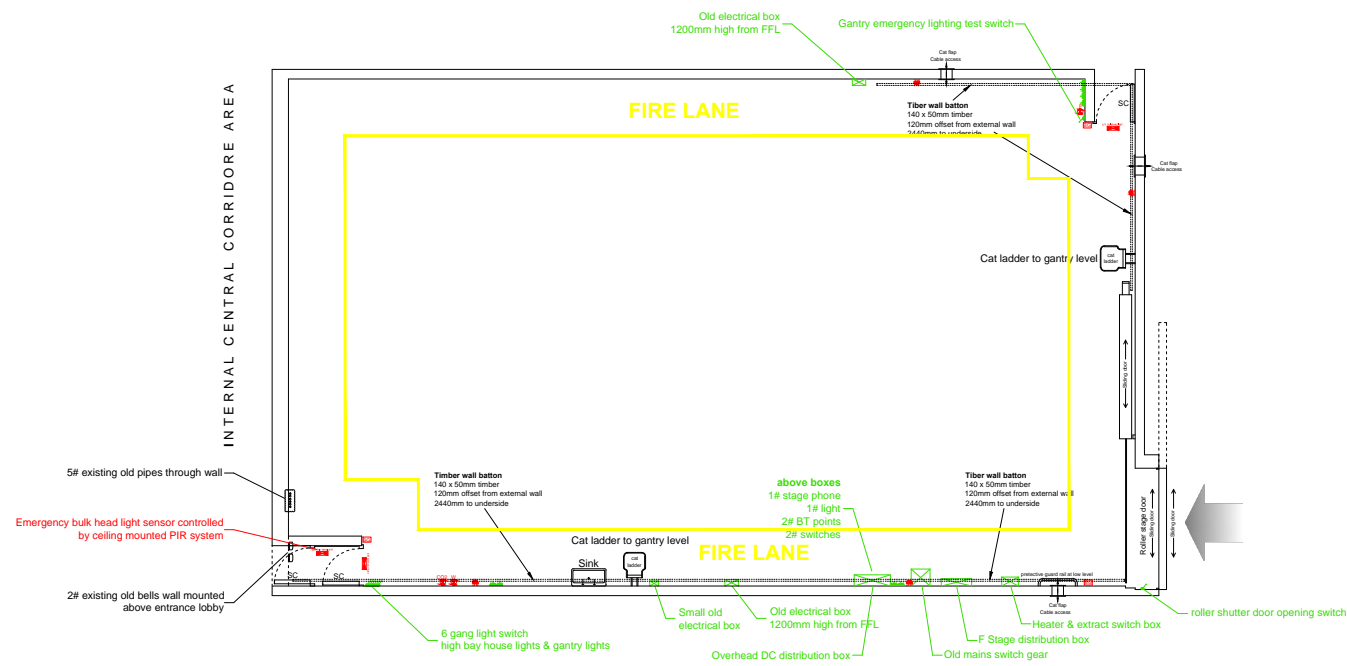 Old electrical box
1200mm high from FFL
Gantry emergency lighting test switch
Cat flap
Cable access
SC
FIRE LANE
Tiber wall batton
140 x 50mm timber
120mm offset from external wall
2440mm to underside
Cat flap
Cable access
INTERNAL CENTRAL CORRIDORE AREA
Cat ladder to gantry level
cat
ladder
Sliding door
5# existing old pipes through wall
Timber wall batton
140 x 50mm timber
120mm offset from external wall
2440mm to underside
above boxes
1# stage phone
1# light
2# BT points
2# switches
Tiber wall batton
140 x 50mm timber
120mm offset from external wall
2440mm to underside
Roller stage door
Sliding door
Sliding door
Emergency bulk head light sensor controlled
by ceiling mounted PIR system
Cat ladder to gantry level
FIRE LANE
Sink
cat
ladder
SC
SC
pretective guard rail at low level
2# existing old bells wall mounted
above entrance lobby
Cat flap
Cable access
roller shutter door opening switch
Small old
electrical box
Old electrical box
1200mm high from FFL
Heater & extract switch box
6 gang light switch
high bay house lights & gantry lights
F Stage distribution box
Overhead DC distribution box
Old mains switch gear